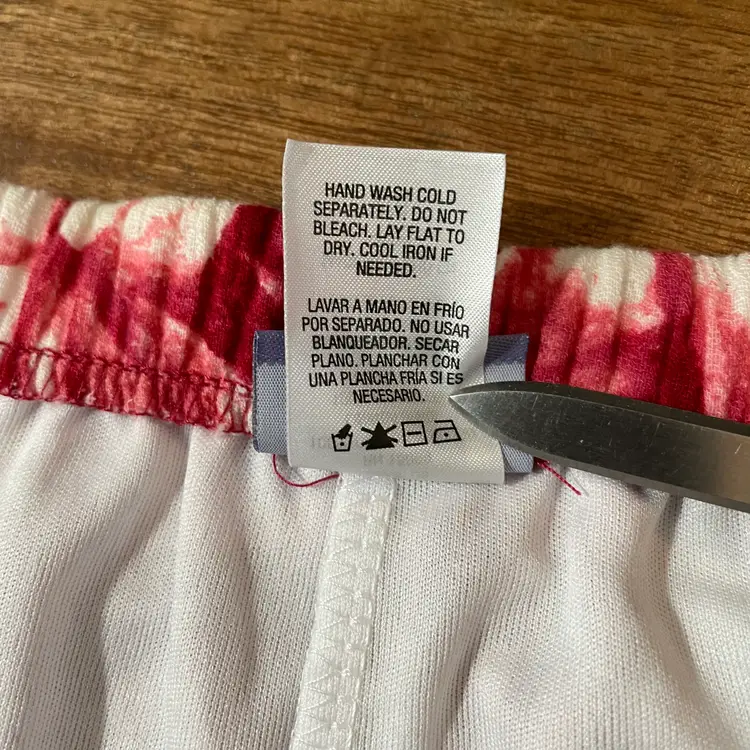 HAND WASH COLD
SEPARATELY. DO NOT
BLEACH. LAY FLAT TO
DRY. COOL IRON IF
NEEDED.
LAVAR A MANO EN FRÍO
POR SEPARADO. NO USAR
BLANQUEADOR. SECAR
PLANO. PLANCHAR CON
UNA PLANCHA FRÍA SI ES
NECESARIO.